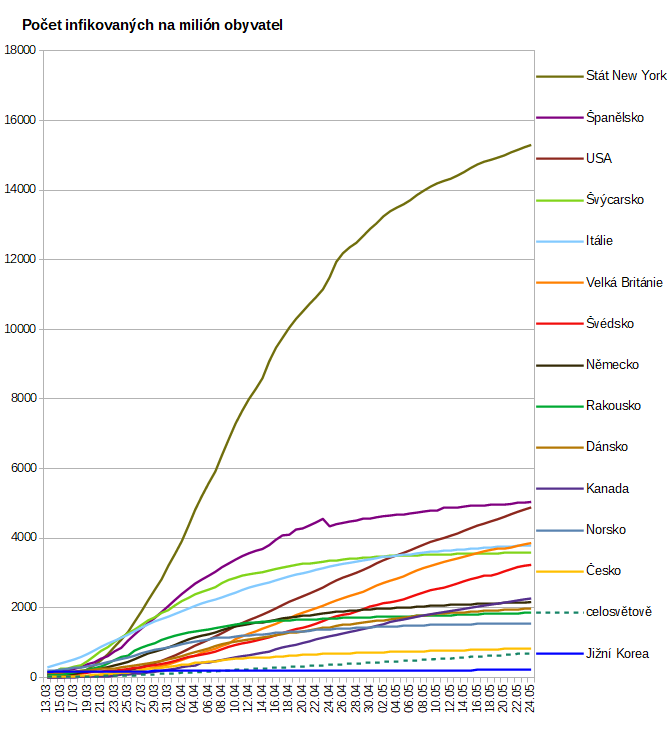 Počet infikovaných na milión obyvatel
18000
16000
14000
12000
10000
8000
6000
4000
2000
0
13.03
15.03
17.03
19.03
21.03
23.03
25.03
27.03
29.03
31.03
02.04
04.04
06.04
08.04
10.04
12.04
14.04
16.04
18.04
20.04
22.04
24.04
26.04
28.04
30.04
02.05
04.05
06.05
08.05
10.05
12.05
14.05
16.05
18.05
20.05
22.05
24.05
Stát New York
Španělsko
USA
Švýcarsko
Itálie
Velká Británie
Švédsko
Německo
Rakousko
Dánsko
Kanada
Norsko
Česko
celosvětově
Jižní Korea